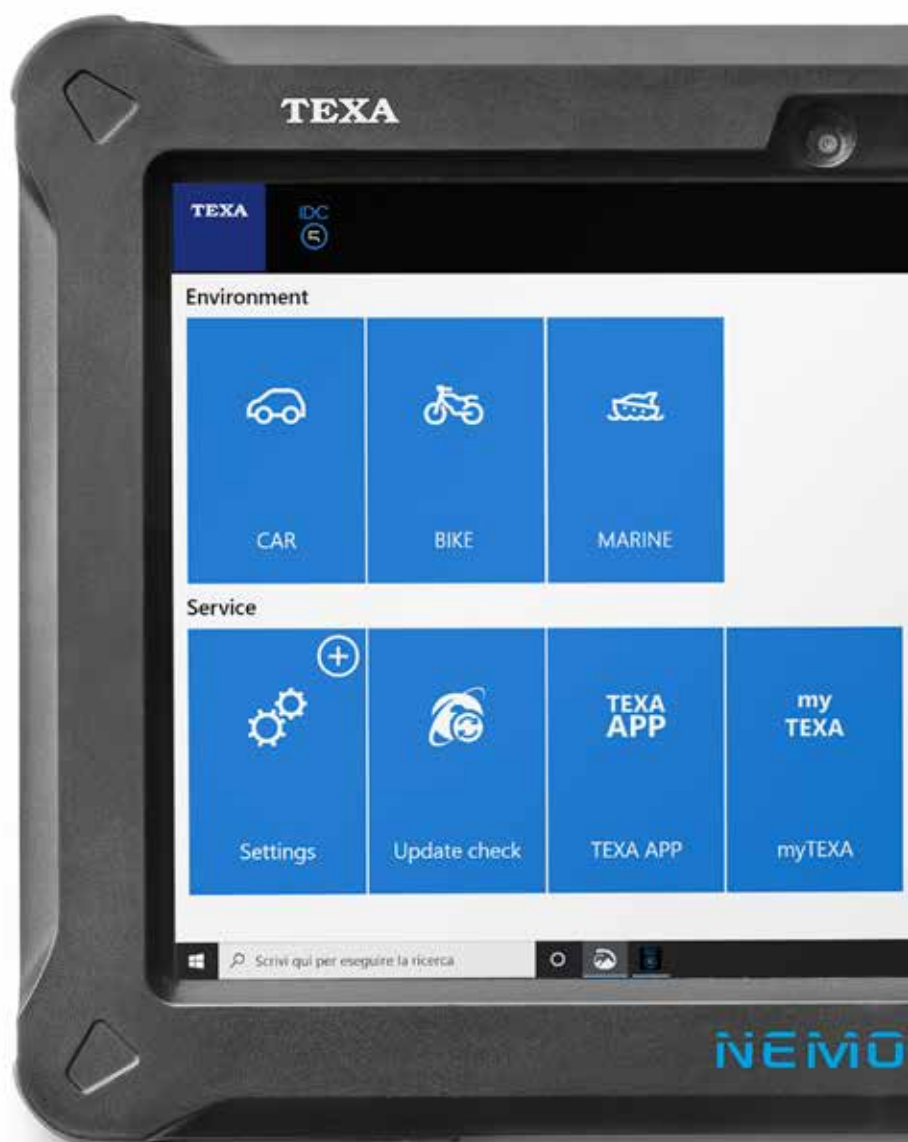 TEXA
TEXA
IDC
5
Environment
CAR BIKE MARINE
Service
TEXA
APP
my
TEXA
Settings Update check TEXA APP myTEXA
Scrivi qui per eseguire la ricerca
NEMO